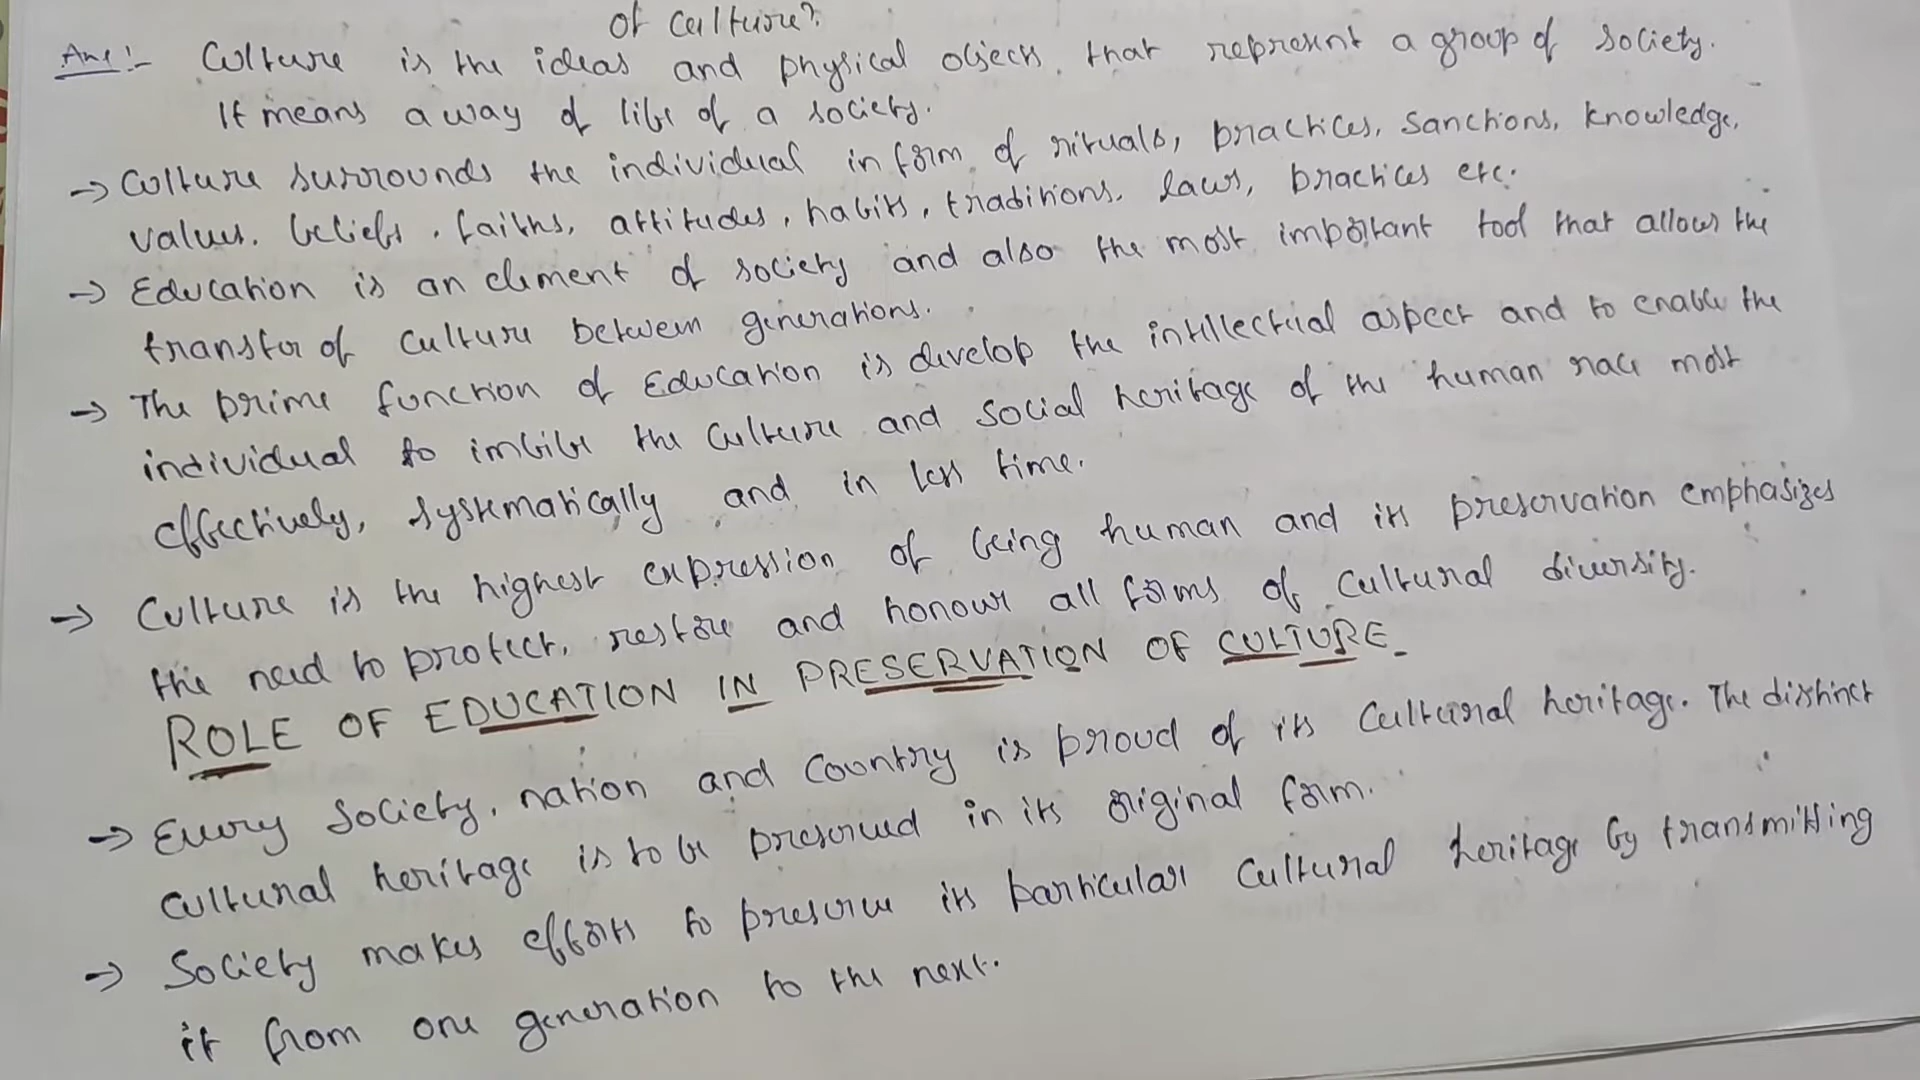 of culture?
Ans:- Culture is the ideas and physical objects that represent a group of society.
It means a way of life of a society.
→ Culture surrounds the individual in form of rituals, practices, sanctions, knowledge,
values, beliefs, faiths, attitudes, habits, traditions, laws, practices etc.
→ Education is an element of society and also the most important tool that allows the
transfer of culture between generations.
→ The prime function of Education is develop the intellectual aspect and to enable the
individual to imbibe the culture and social heritage of the human race most
effectively, systematically and in less time.
→ Culture is the highest expression of being human and its preservation emphasizes
the need to protect, restore and honour all forms of cultural diversity.
ROLE OF EDUCATION IN PRESERVATION OF CULTURE
→ Every society, nation and country is proud of its cultural heritage. The distinct
cultural heritage is to be preserved in its original form.
→ Society makes efforts to preserve its particular cultural heritage by transmitting
it from one generation to the next.